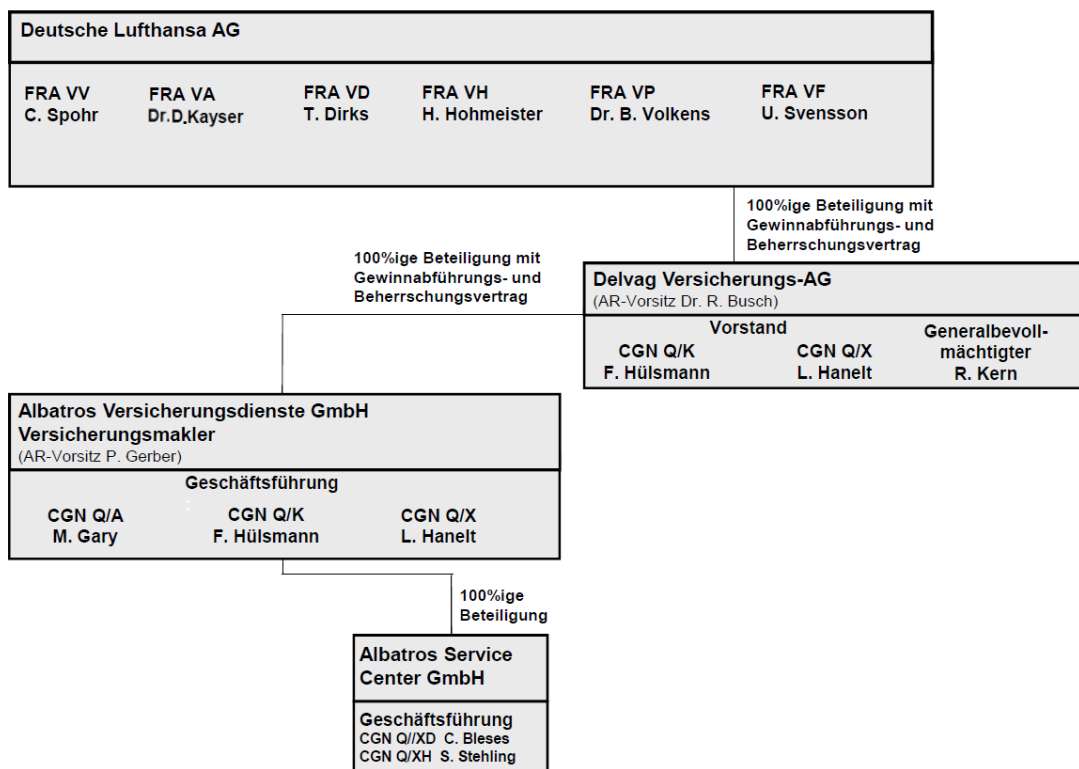 Deutsche Lufthansa AG
FRA VV
C. Spohr
FRA VA
Dr.D.Kayser
FRA VD
T. Dirks
FRA VH
H. Hohmeister
FRA VP
Dr. B. Volkens
FRA VF
U. Svensson
100%ige Beteiligung mit
Gewinnabführungs- und
Beherrschungsvertrag
100%ige Beteiligung mit
Gewinnabführungs- und
Beherrschungsvertrag
Delvag Versicherungs-AG
(AR-Vorsitz Dr. R. Busch)
Vorstand
CGN Q/K
F. Hülsmann
CGN Q/X
L. Hanelt
Generalbevoll-
mächtigter
R. Kern
Albatros Versicherungsdienste GmbH
Versicherungsmakler
(AR-Vorsitz P. Gerber)
Geschäftsführung
CGN Q/A
M. Gary
CGN Q/K
F. Hülsmann
CGN Q/X
L. Hanelt
100%ige
Beteiligung
Albatros Service
Center GmbH
Geschäftsführung
CGN Q//XD C. Bleses
CGN Q/XH S. Stehling